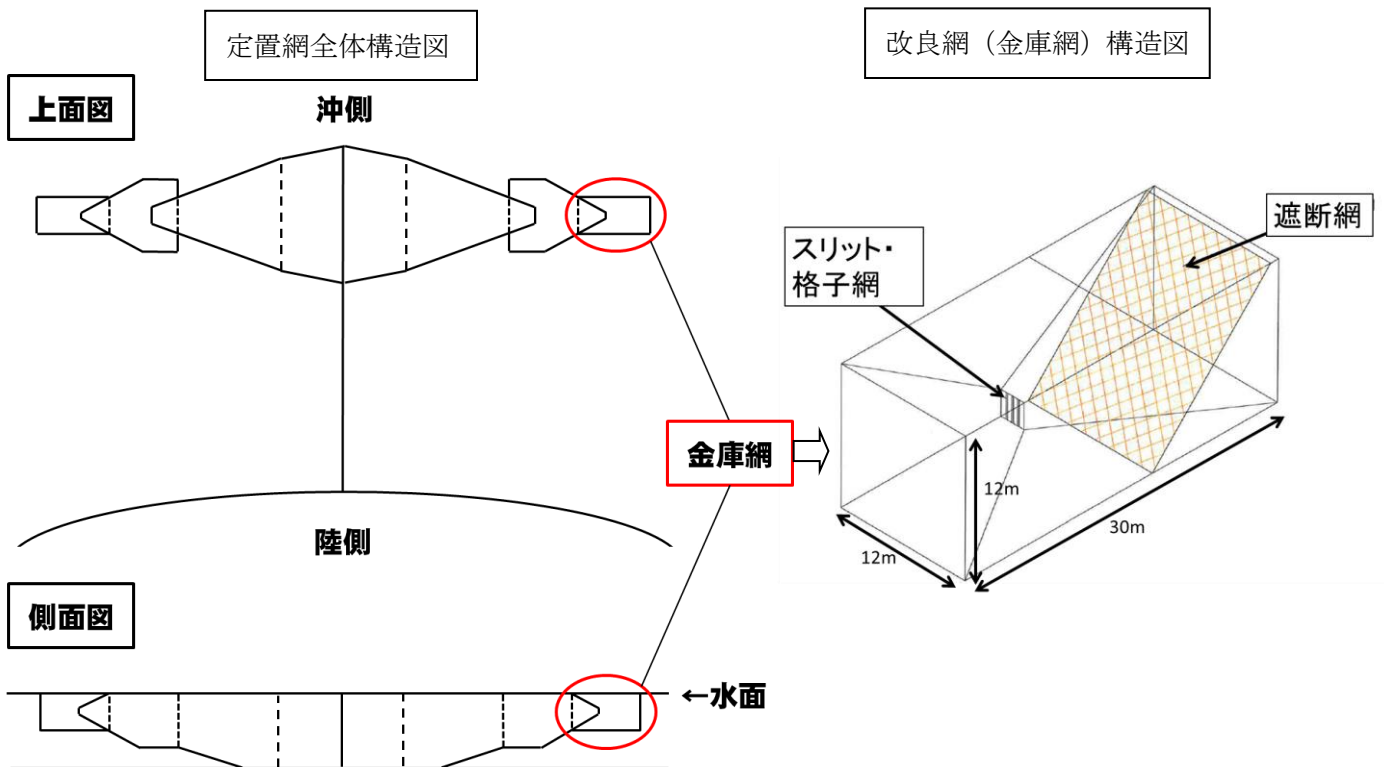 定置網全体構造図
改良網（金庫網）構造図
上面図
沖側
遮断網
スリット・
格子網
金庫網
12m
12m
30m
陸側
側面図
←水面